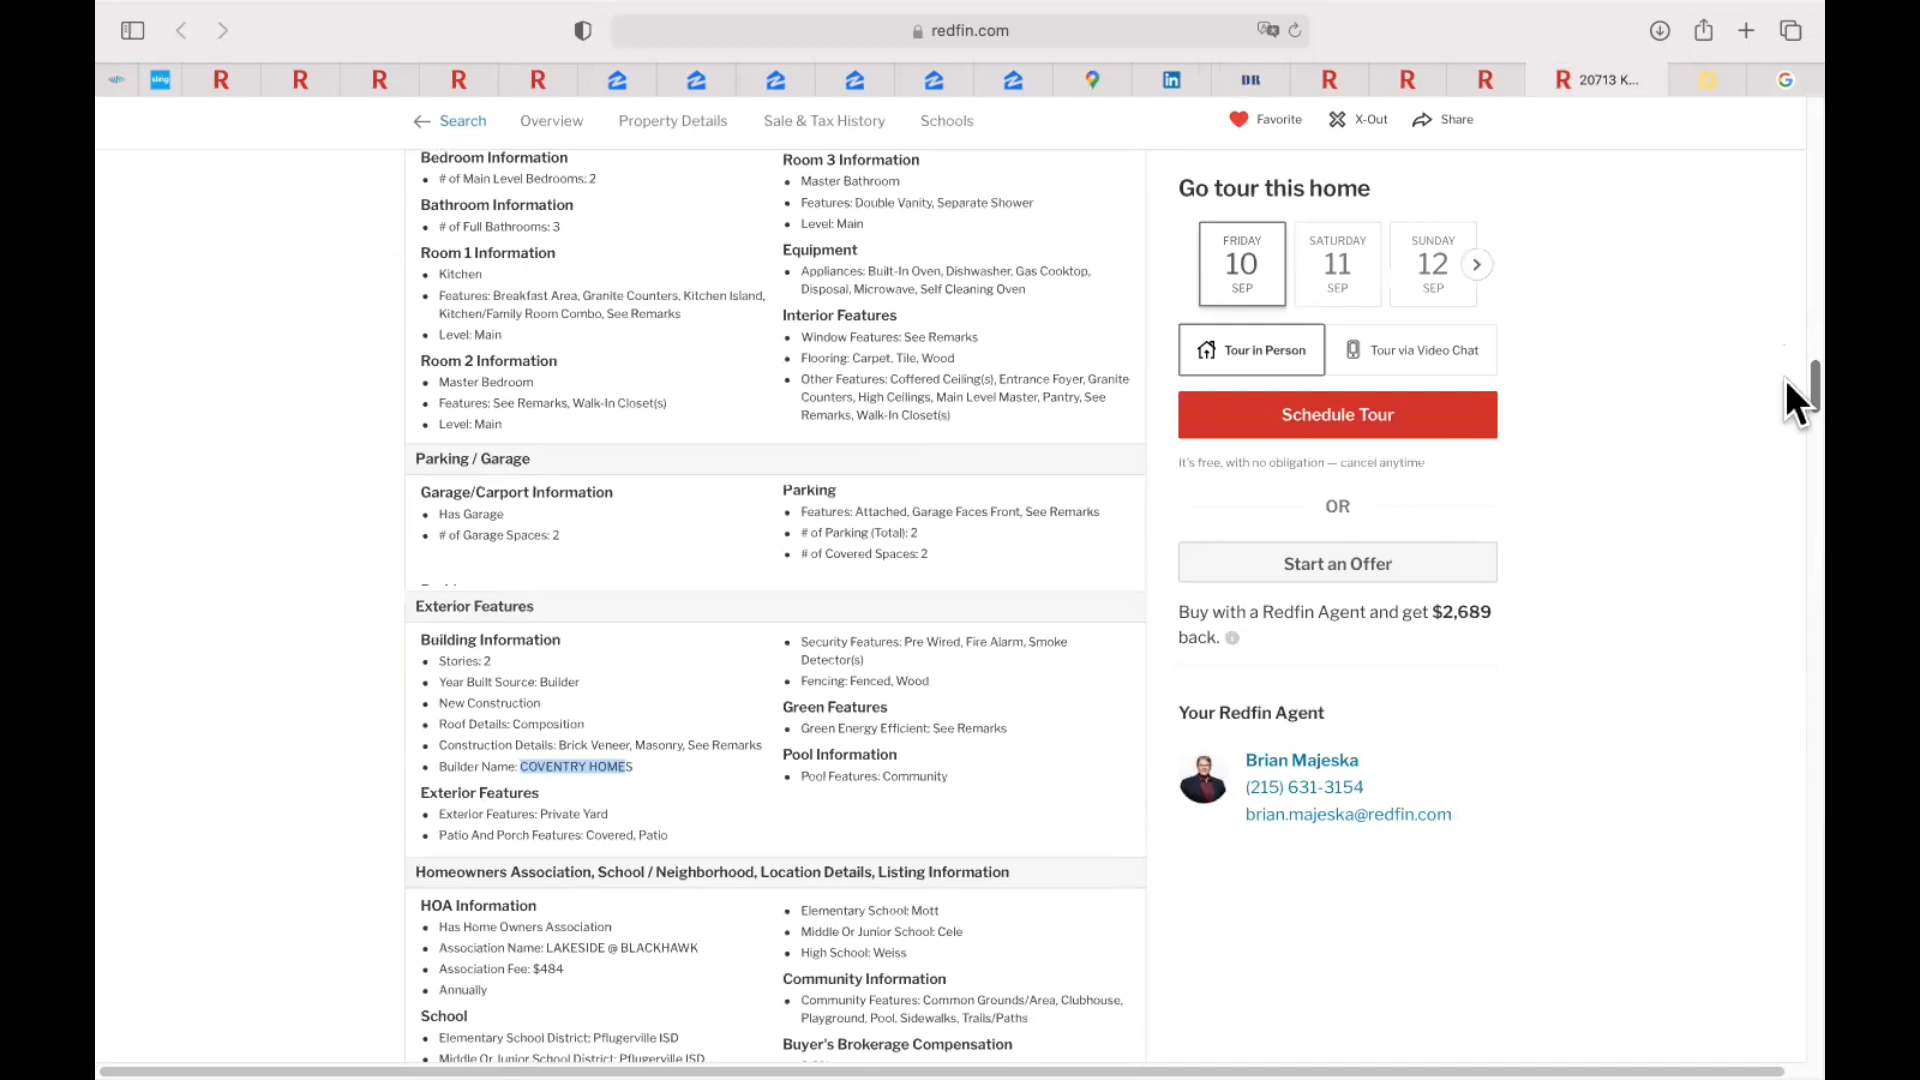 redfin.com
sling
R
R
R
R
R
Z
Z
Z
Z
Z
Z
in
DR
R
R
R
R 20713 K...
G
Search
Overview
Property Details
Sale & Tax History
Schools
Favorite
X-Out
Share
Bedroom Information
# of Main Level Bedrooms: 2
Bathroom Information
# of Full Bathrooms: 3
Room 1 Information
Kitchen
Features: Breakfast Area, Granite Counters, Kitchen Island,
Kitchen/Family Room Combo, See Remarks
Level: Main
Room 2 Information
Master Bedroom
Features: See Remarks, Walk-In Closet(s)
Level: Main
Room 3 Information
Master Bathroom
Features: Double Vanity, Separate Shower
Level: Main
Equipment
Appliances: Built-In Oven, Dishwasher, Gas Cooktop,
Disposal, Microwave, Self Cleaning Oven
Interior Features
Window Features: See Remarks
Flooring: Carpet, Tile, Wood
Other Features: Coffered Ceiling(s), Entrance Foyer, Granite
Counters, High Ceilings, Main Level Master, Pantry, See
Remarks, Walk-In Closet(s)
Parking / Garage
Garage/Carport Information
Has Garage
# of Garage Spaces: 2
Parking
Features: Attached, Garage Faces Front, See Remarks
# of Parking (Total): 2
# of Covered Spaces: 2
Exterior Features
Building Information
Stories: 2
Year Built Source: Builder
New Construction
Roof Details: Composition
Construction Details: Brick Veneer, Masonry, See Remarks
Builder Name: COVENTRY HOMES
Exterior Features
Exterior Features: Private Yard
Patio And Porch Features: Covered, Patio
Security Features: Pre Wired, Fire Alarm, Smoke
Detector(s)
Fencing: Fenced, Wood
Green Features
Green Energy Efficient: See Remarks
Pool Information
Pool Features: Community
Homeowners Association, School / Neighborhood, Location Details, Listing Information
HOA Information
Has Home Owners Association
Association Name: LAKESIDE @ BLACKHAWK
Association Fee: $484
Annually
School
Elementary School District: Pflugerville ISD
Middle Or Junior School District: Pflugerville ISD
Elementary School: Mott
Middle Or Junior School: Cele
High School: Weiss
Community Information
Community Features: Common Grounds/Area, Clubhouse,
Playground, Pool, Sidewalks, Trails/Paths
Buyer's Brokerage Compensation
Go tour this home
FRIDAY
10
SEP
SATURDAY
11
SEP
SUNDAY
12
SEP
Tour in Person
Tour via Video Chat
Schedule Tour
It's free, with no obligation — cancel anytime
OR
Start an Offer
Buy with a Redfin Agent and get $2,689
back.
Your Redfin Agent
Brian Majeska
(215) 631-3154
brian.majeska@redfin.com